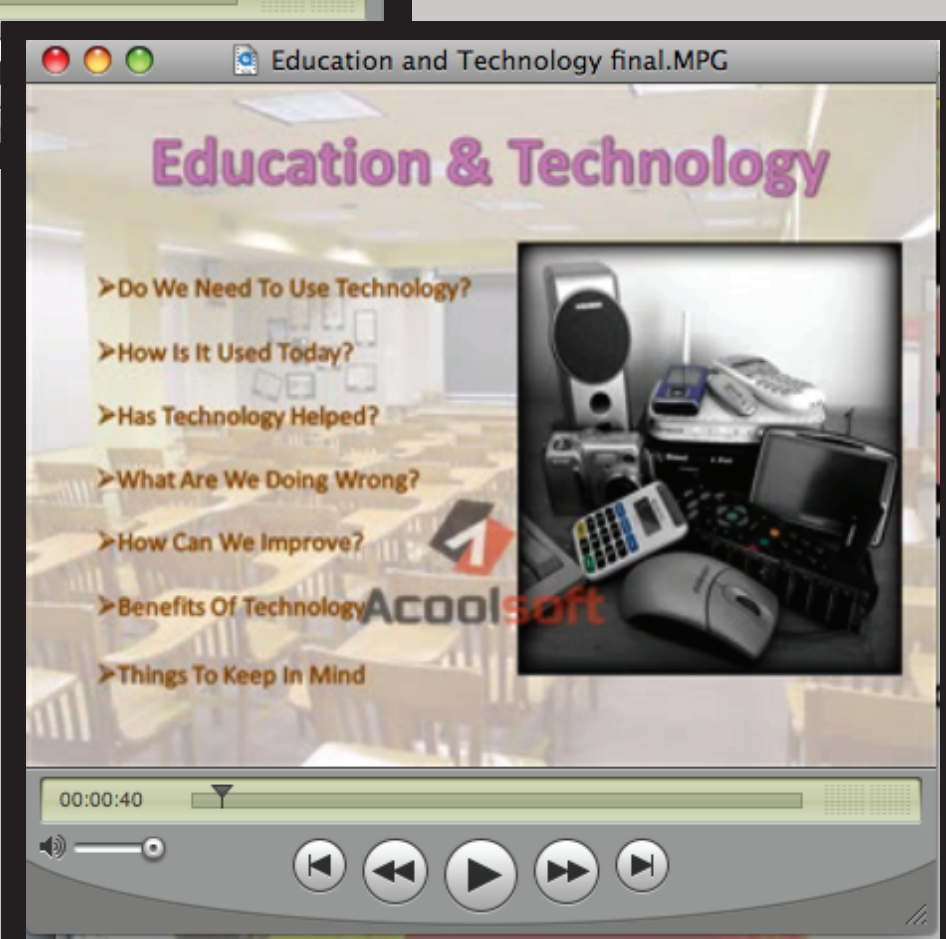 Education and Technology final.MPG
Education & Technology
➢Do We Need To Use Technology?
➢How Is It Used Today?
➢Has Technology Helped?
➢What Are We Doing Wrong?
➢How Can We Improve?
➢Benefits Of Technology
Acoolsoft
➢Things To Keep In Mind
00:00:40